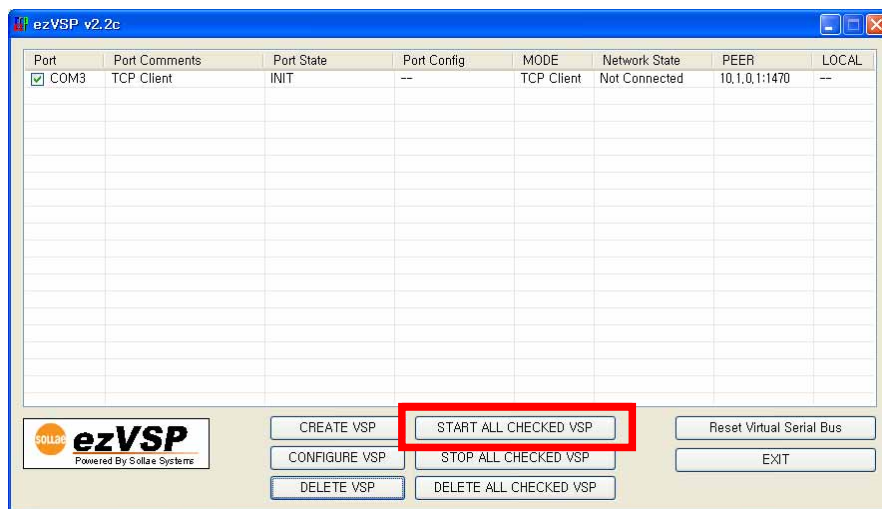 ezVSP v2.2c
Port Port Comments Port State Port Config MODE Network State PEER LOCAL
COM3 TCP Client INIT -- TCP Client Not Connected 10,1,0,1:1470 --
CREATE VSP START ALL CHECKED VSP Reset Virtual Serial Bus
SOLLAE ezVSP
Powered By Sollae Systems
CONFIGURE VSP STOP ALL CHECKED VSP EXIT
DELETE VSP DELETE ALL CHECKED VSP